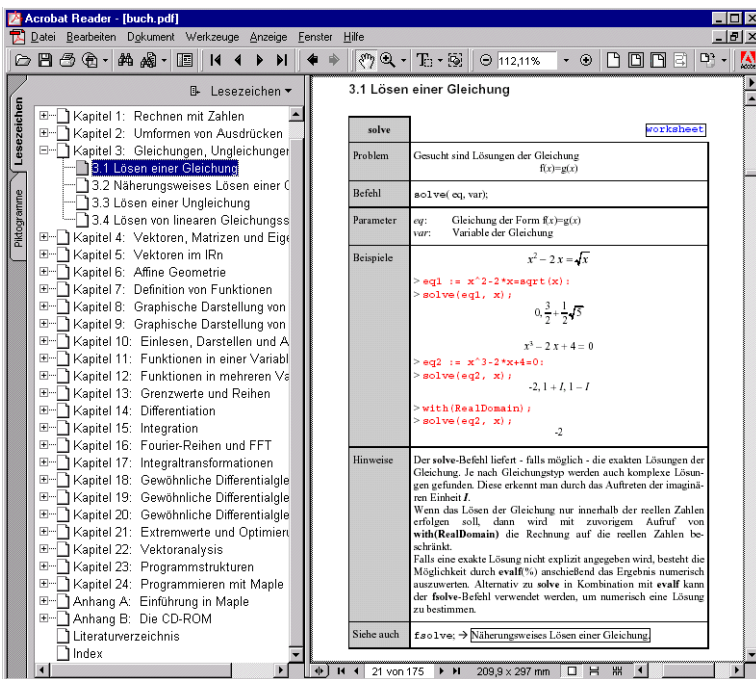 Acrobat Reader - [buch.pdf]
Datei Bearbeiten Dokument Werkzeuge Anzeige Fenster Hilfe
112,11%
Adobe
Lesezeichen
Piktogramme
Lesezeichen
Kapitel 1: Rechnen mit Zahlen
Kapitel 2: Umformen von Ausdrücken
Kapitel 3: Gleichungen, Ungleichunger
3.1 Lösen einer Gleichung
3.2 Näherungsweises Lösen einer G
3.3 Lösen einer Ungleichung
3.4 Lösen von linearen Gleichungss
Kapitel 4: Vektoren, Matrizen und Eige
Kapitel 5: Vektoren im IRn
Kapitel 6: Affine Geometrie
Kapitel 7: Definition von Funktionen
Kapitel 8: Graphische Darstellung von
Kapitel 9: Graphische Darstellung von
Kapitel 10: Einlesen, Darstellen und A
Kapitel 11: Funktionen in einer Variabl
Kapitel 12: Funktionen in mehreren Va
Kapitel 13: Grenzwerte und Reihen
Kapitel 14: Differentiation
Kapitel 15: Integration
Kapitel 16: Fourier-Reihen und FFT
Kapitel 17: Integraltransformationen
Kapitel 18: Gewöhnliche Differentialgle
Kapitel 19: Gewöhnliche Differentialgle
Kapitel 20: Gewöhnliche Differentialgle
Kapitel 21: Extremwerte und Optimieru
Kapitel 22: Vektoranalysis
Kapitel 23: Programmstrukturen
Kapitel 24: Programmieren mit Maple
Anhang A: Einführung in Maple
Anhang B: Die CD-ROM
Literaturverzeichnis
Index
3.1 Lösen einer Gleichung
solve worksheet
Problem Gesucht sind Lösungen der Gleichung
f(x)=g(x)
Befehl solve( eq, var);
Parameter eq: Gleichung der Form f(x)=g(x)
var: Variable der Gleichung
Beispiele x² − 2 x = √x
> eq1 := x^2-2*x=sqrt(x):
> solve(eq1, x);
0, 3/2 + 1/2 √5
x³ − 2 x + 4 = 0
> eq2 := x^3-2*x+4=0:
> solve(eq2, x);
-2, 1 + I, 1 − I
> with(RealDomain);
> solve(eq2, x);
-2
Hinweise Der solve-Befehl liefert - falls möglich - die exakten Lösungen der
Gleichung. Je nach Gleichungstyp werden auch komplexe Lösun-
gen gefunden. Diese erkennt man durch das Auftreten der imaginä-
ren Einheit I.
Wenn das Lösen der Gleichung nur innerhalb der reellen Zahlen
erfolgen soll, dann wird mit zuvorigem Aufruf von
with(RealDomain) die Rechnung auf die reellen Zahlen be-
schränkt.
Falls eine exakte Lösung nicht explizit angegeben wird, besteht die
Möglichkeit durch evalf(%) anschießend das Ergebnis numerisch
auszuwerten. Alternativ zu solve in Kombination mit evalf kann
der fsolve-Befehl verwendet werden, um numerisch eine Lösung
zu bestimmen.
Siehe auch fsolve; → Näherungsweises Lösen einer Gleichung.
21 von 175 209,9 x 297 mm